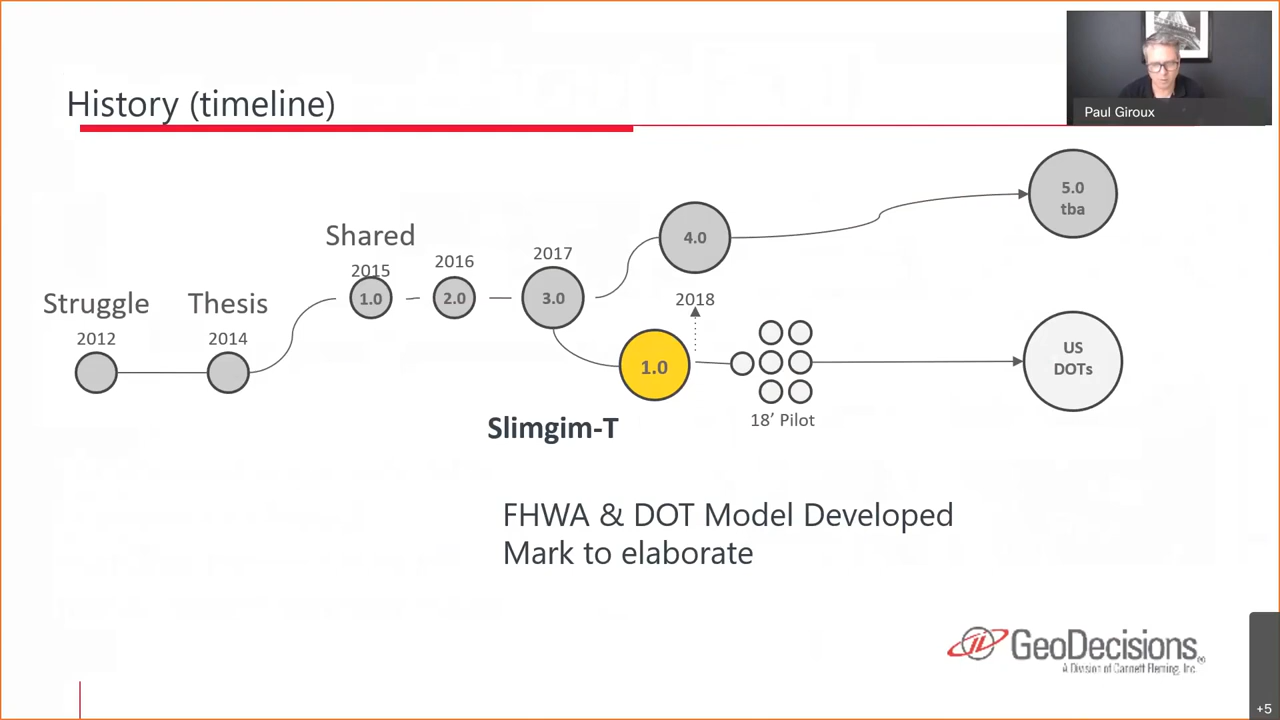 History (timeline)
Paul Giroux
Struggle
2012
Thesis
2014
Shared
2015
1.0
2016
2.0
2017
3.0
4.0
5.0
tba
2018
1.0
Slimgim-T
18’ Pilot
US
DOTs
FHWA & DOT Model Developed
Mark to elaborate
GeoDecisions
A Division of Gannett Fleming, Inc.
+5